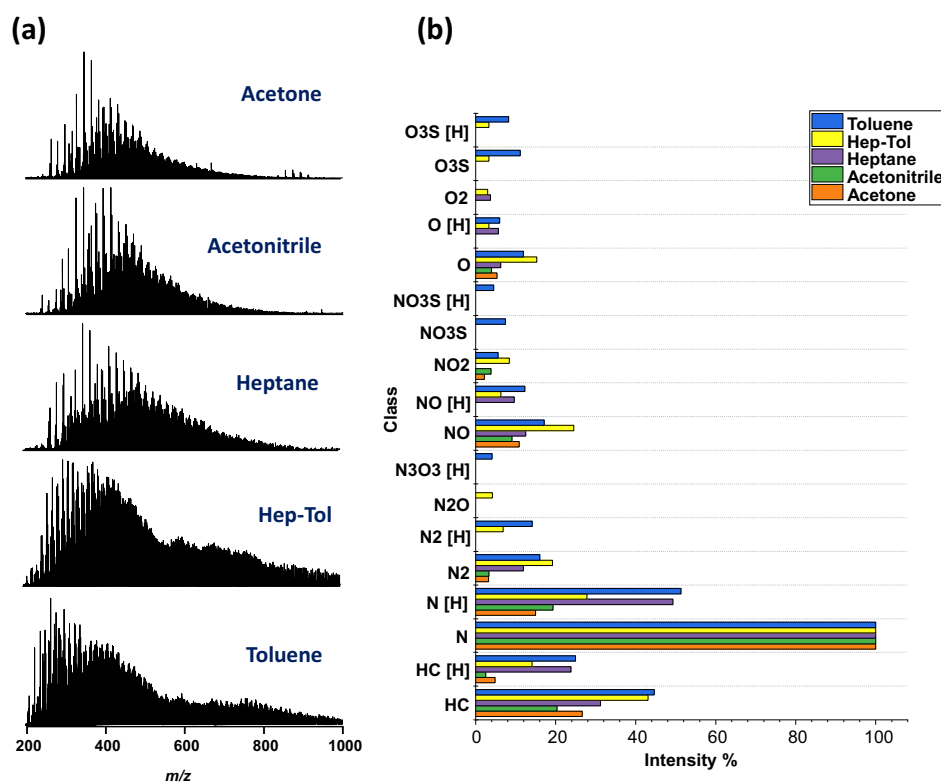 (a)
Acetone
Acetonitrile
Heptane
Hep-Tol
Toluene
200 400 600 800 1000
m/z
(b)
Toluene
Hep-Tol
Heptane
Acetonitrile
Acetone
Class
O3S [H]
O3S
O2
O [H]
O
NO3S [H]
NO3S
NO2
NO [H]
NO
N3O3 [H]
N2O
N2 [H]
N2
N [H]
N
HC [H]
HC
0 20 40 60 80 100
Intensity %